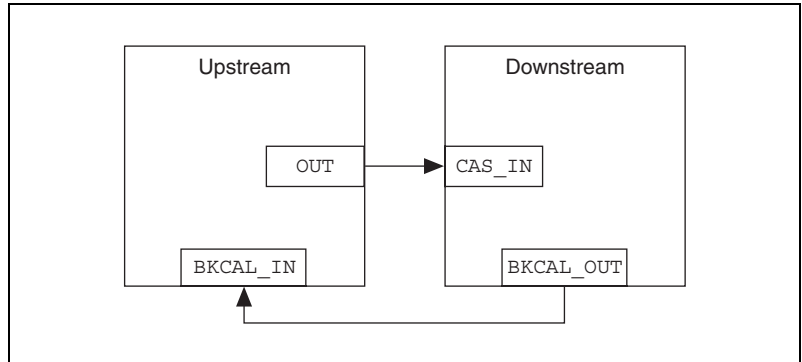 Upstream
Downstream
OUT
CAS_IN
BKCAL_IN
BKCAL_OUT